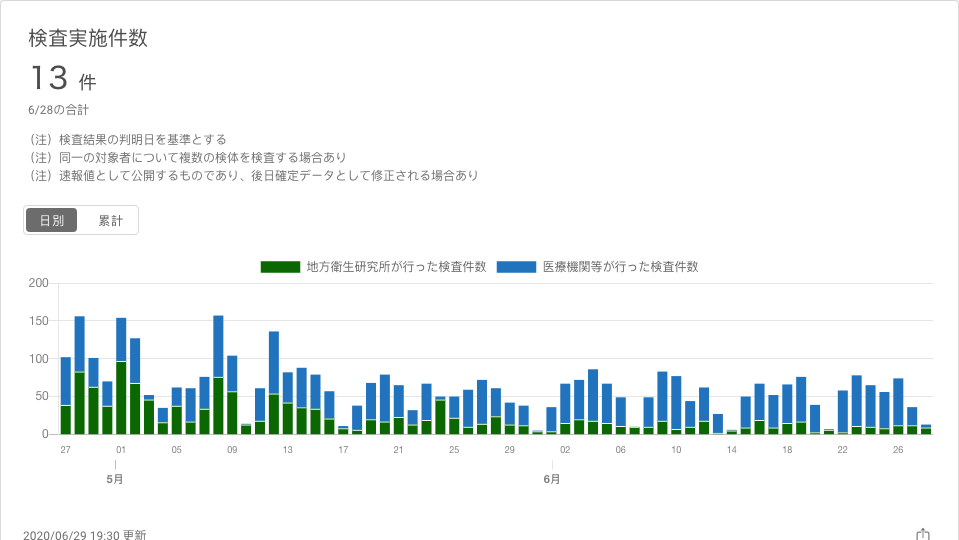 検査実施件数
13 件
6/28の合計
（注）検査結果の判明日を基準とする
（注）同一の対象者について複数の検体を検査する場合あり
（注）速報値として公開するものであり、後日確定データとして修正される場合あり
日別 累計
地方衛生研究所が行った検査件数 医療機関等が行った検査件数
200
150
100
50
0
27 01 05 09 13 17 21 25 29 02 06 10 14 18 22 26
5月 6月
2020/06/29 19:30 更新